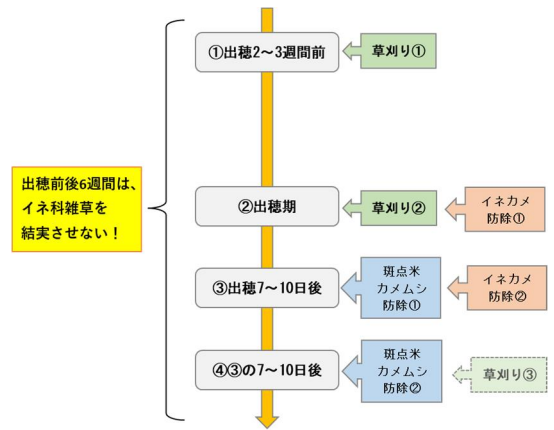 ①出穂2～3週間前
草刈り①
出穂前後6週間は、
イネ科雑草を
結実させない！
②出穂期
草刈り②
イネカメ
防除①
③出穂7～10日後
斑点米
カメムシ
防除①
イネカメ
防除②
④③の7～10日後
斑点米
カメムシ
防除②
草刈り③